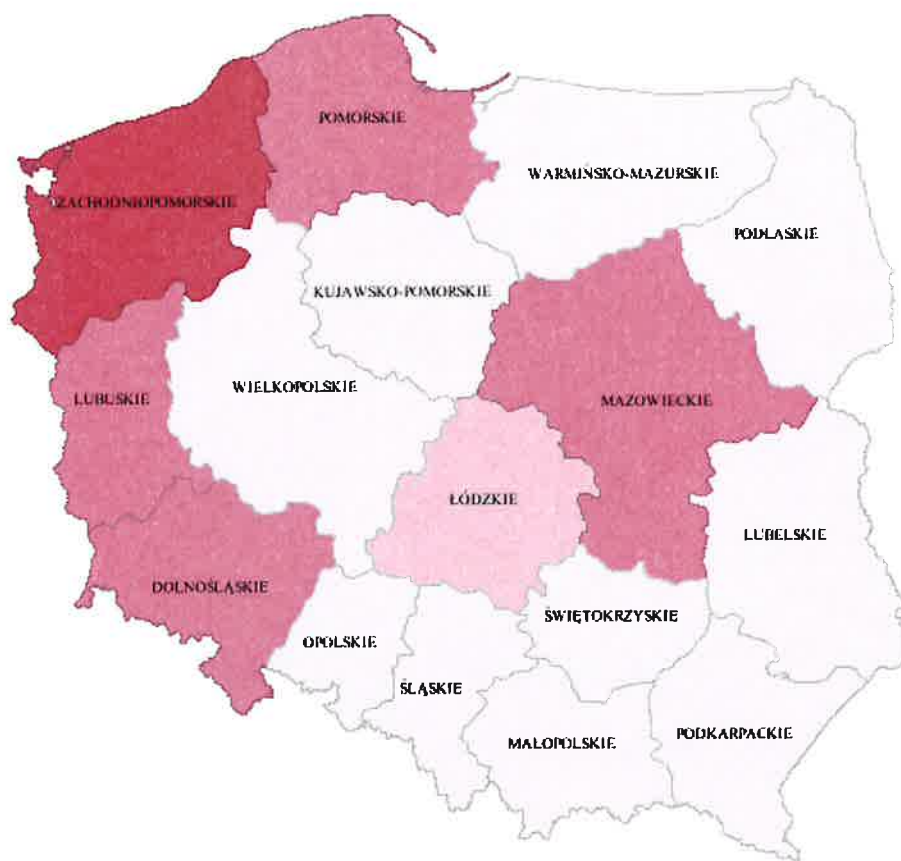 POMORSKIE
WARMIŃSKO-MAZURSKIE
ZACHODNIOPOMORSKIE
PODLASKIE
KUJAWSKO-POMORSKIE
WIELKOPOLSKIE
LUBUSKIE
MAZOWIECKIE
ŁÓDZKIE
LUBELSKIE
DOLNOŚLĄSKIE
ŚWIĘTOKRZYSKIE
OPOLSKIE
ŚLĄSKIE
PODKARPACKIE
MAŁOPOLSKIE